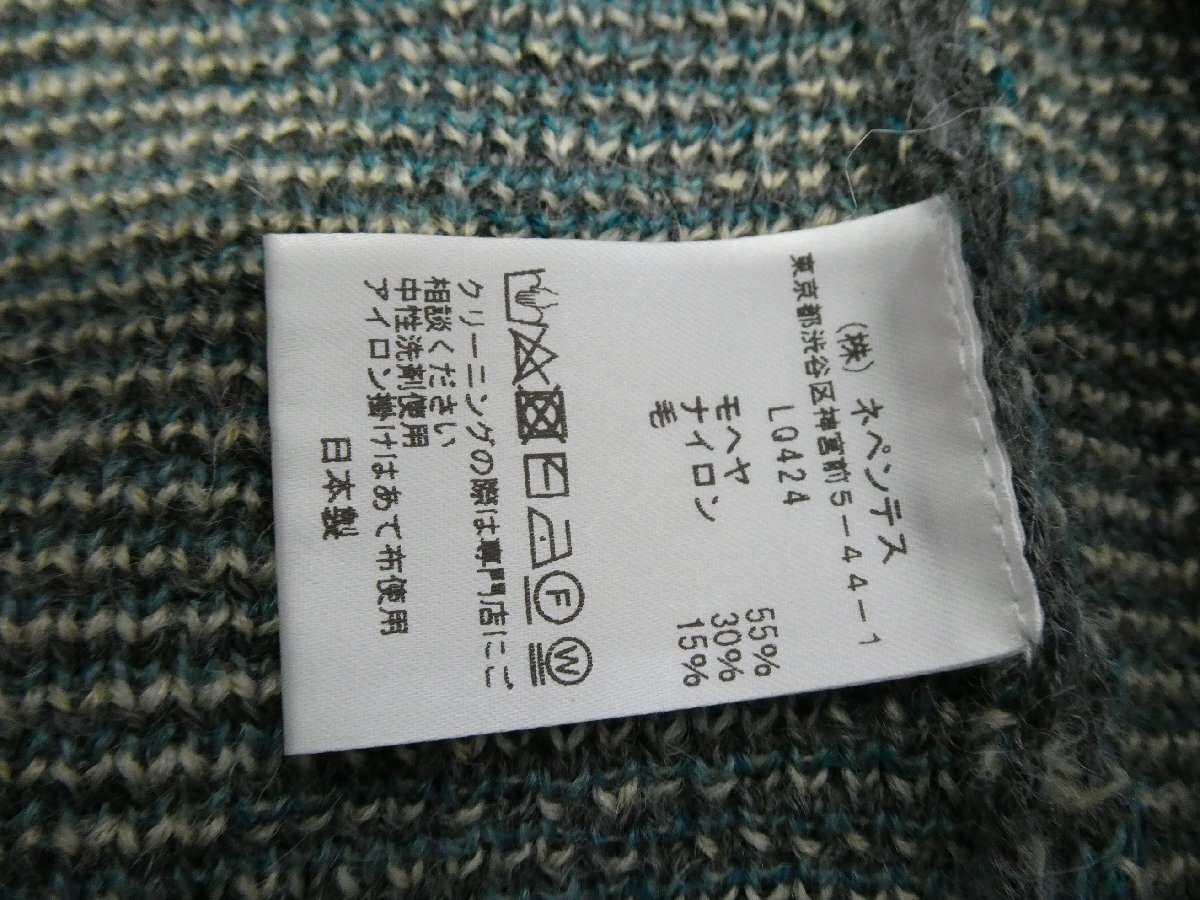 (株) ネペンテス
東京都渋谷区神宮前5-44-1
LQ424
モヘヤ 55%
ナイロン 30%
毛 15%
F
W
クリーニングの際は専門店にご
相談ください
中性洗剤使用
アイロン掛けはあて布使用
日本製